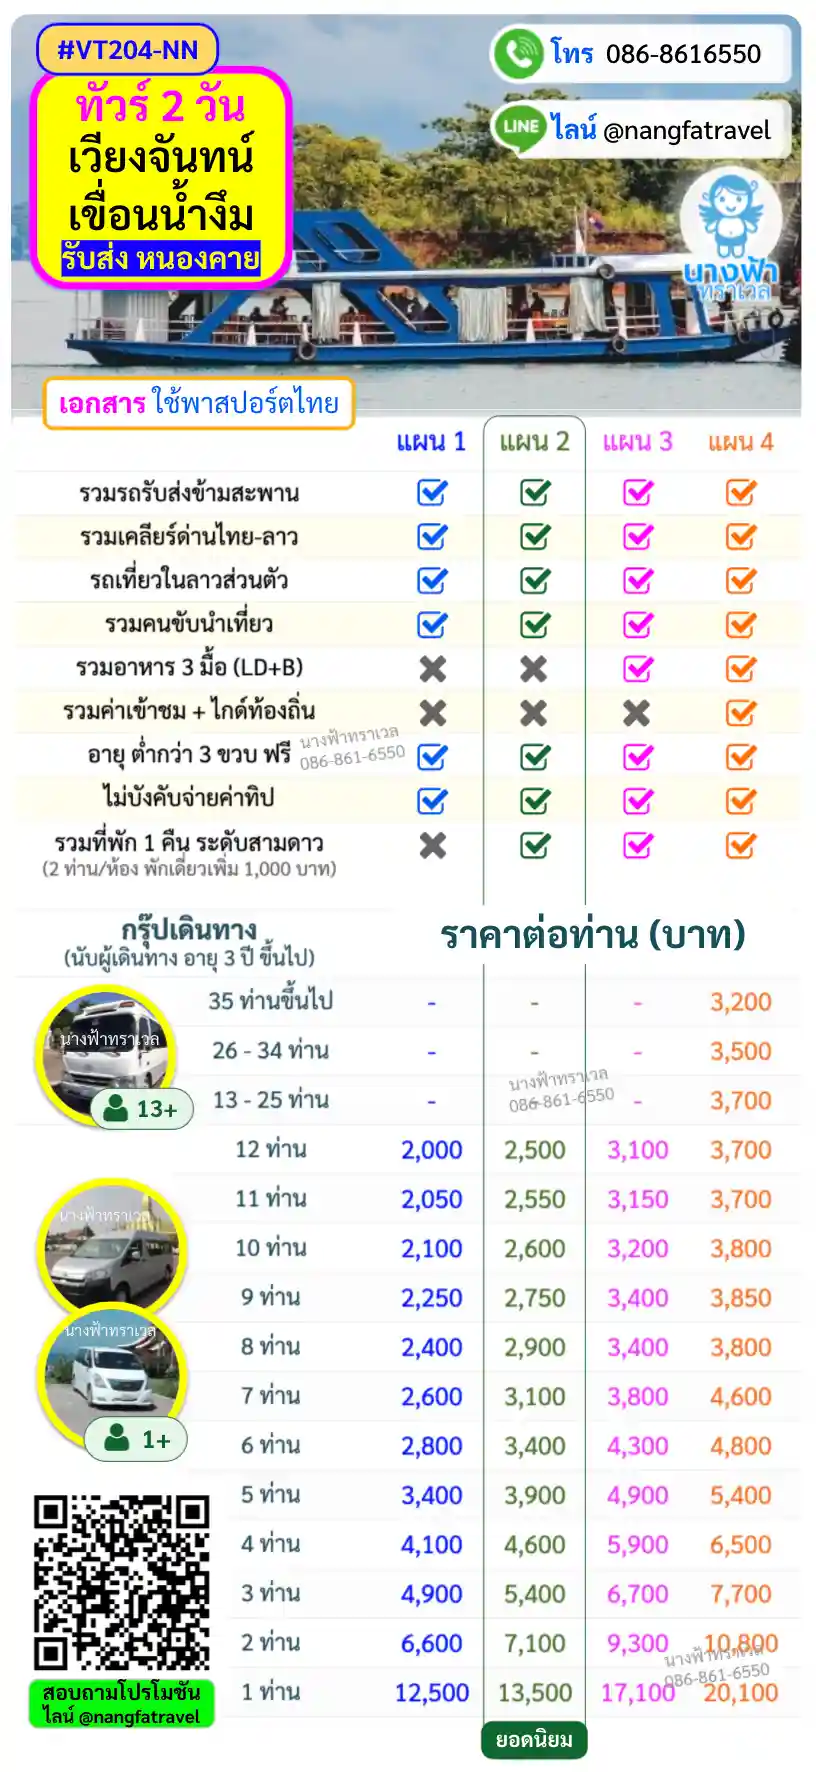 #VT204-NN
ทัวร์ 2 วัน
เวียงจันทน์
เขื่อนน้ำงึม
รับส่ง หนองคาย
โทร 086-8616550
LINE ไลน์ @nangfatravel
นางฟ้า
ทราเวล
เอกสาร ใช้พาสปอร์ตไทย
แผน 1 แผน 2 แผน 3 แผน 4
รวมรถรับส่งข้ามสะพาน
รวมเคลียร์ด่านไทย-ลาว
รถเที่ยวในลาวส่วนตัว
รวมคนขับนำเที่ยว
รวมอาหาร 3 มื้อ (LD+B)
รวมค่าเข้าชม + ไกด์ท้องถิ่น
อายุ ต่ำกว่า 3 ขวบ ฟรี
นางฟ้าทราเวล
086-861-6550
ไม่บังคับจ่ายค่าทิป
รวมที่พัก 1 คืน ระดับสามดาว
(2 ท่าน/ห้อง พักเดี่ยวเพิ่ม 1,000 บาท)
กรุ๊ปเดินทาง
(นับผู้เดินทาง อายุ 3 ปี ขึ้นไป)
ราคาต่อท่าน (บาท)
35 ท่านขึ้นไป - - - 3,200
26 - 34 ท่าน - - - 3,500
13 - 25 ท่าน - - - 3,700
นางฟ้าทราเวล
086-861-6550
นางฟ้าทราเวล
13+
12 ท่าน 2,000 2,500 3,100 3,700
11 ท่าน 2,050 2,550 3,150 3,700
10 ท่าน 2,100 2,600 3,200 3,800
9 ท่าน 2,250 2,750 3,400 3,850
8 ท่าน 2,400 2,900 3,400 3,800
7 ท่าน 2,600 3,100 3,800 4,600
6 ท่าน 2,800 3,400 4,300 4,800
5 ท่าน 3,400 3,900 4,900 5,400
4 ท่าน 4,100 4,600 5,900 6,500
3 ท่าน 4,900 5,400 6,700 7,700
2 ท่าน 6,600 7,100 9,300 10,800
1 ท่าน 12,500 13,500 17,100 20,100
นางฟ้าทราเวล
นางฟ้าทราเวล
1+
นางฟ้าทราเวล
086-861-6550
สอบถามโปรโมชัน
ไลน์ @nangfatravel
ยอดนิยม